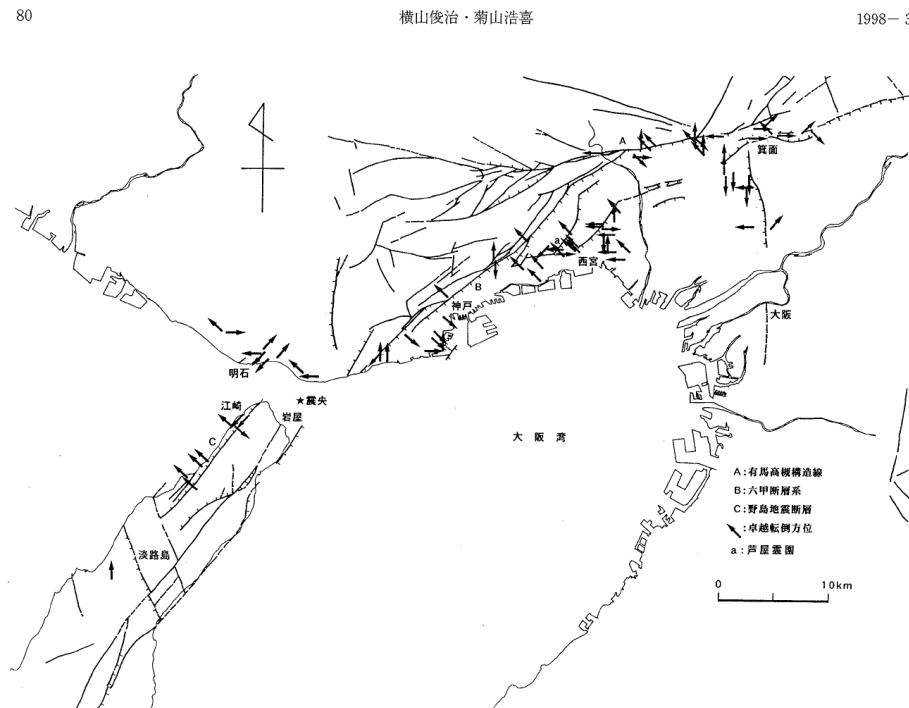 80
横山俊治・菊山浩喜
1998－3
A
箕面
a
西宮
B
神戸
大阪
明石
★震央
江崎
岩屋
C
大 阪 湾
淡路島
A:有馬高槻構造線
B:六甲断層系
C:野島地震断層
:卓越転倒方位
a:芦屋霊園
0 10km